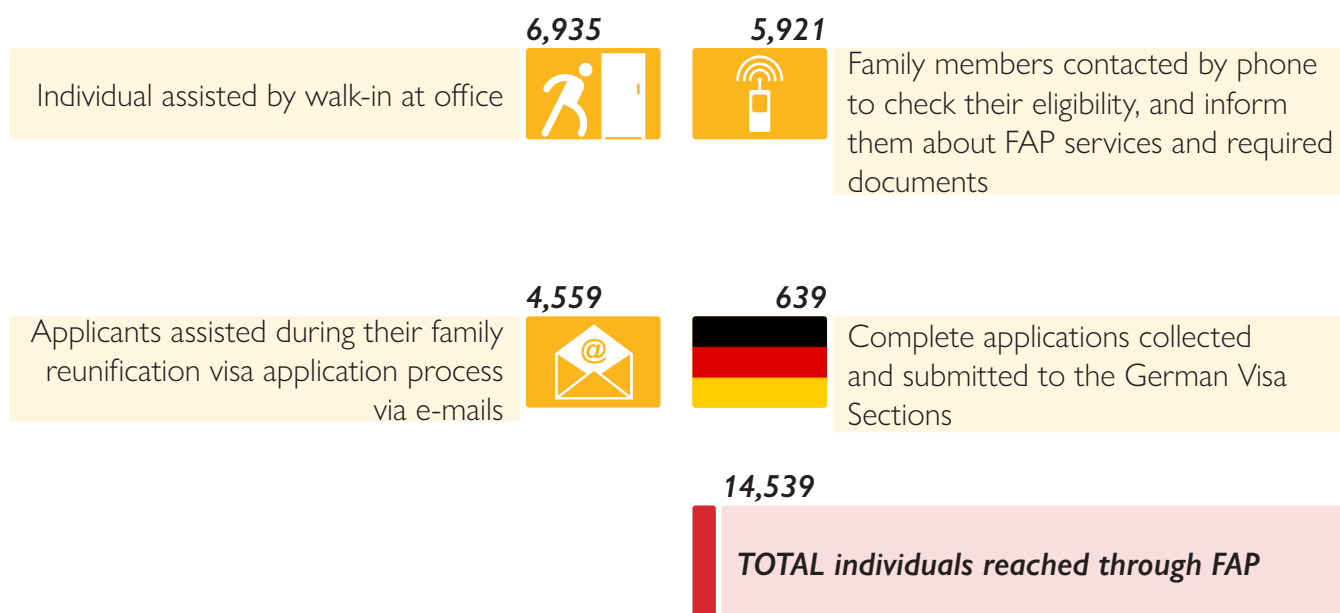 6,935
Individual assisted by walk-in at office
5,921
Family members contacted by phone
to check their eligibility, and inform
them about FAP services and required
documents
4,559
Applicants assisted during their family
reunification visa application process
via e-mails
@
639
Complete applications collected
and submitted to the German Visa
Sections
14,539
TOTAL individuals reached through FAP